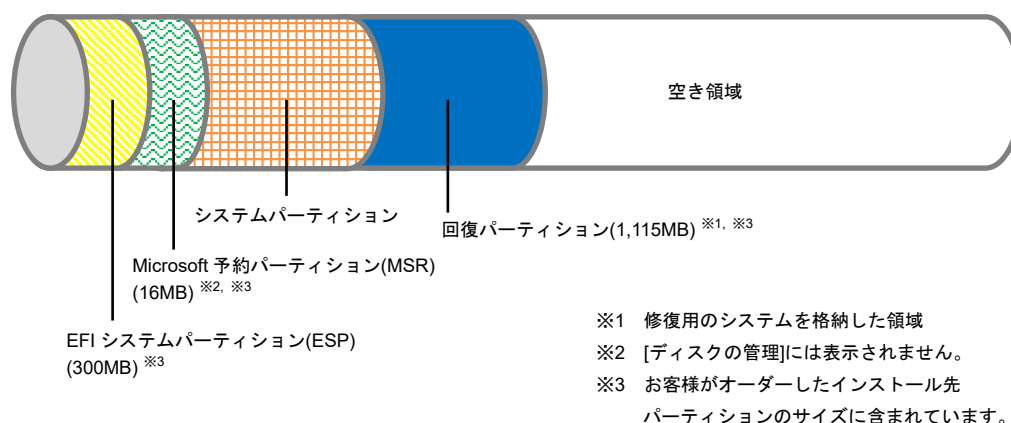 空き領域
システムパーティション
回復パーティション(1,115MB) ※1, ※3
Microsoft 予約パーティション(MSR)
(16MB) ※2, ※3
EFI システムパーティション(ESP)
(300MB) ※3
※1 修復用のシステムを格納した領域
※2 [ディスクの管理]には表示されません。
※3 お客様がオーダーしたインストール先
パーティションのサイズに含まれています。